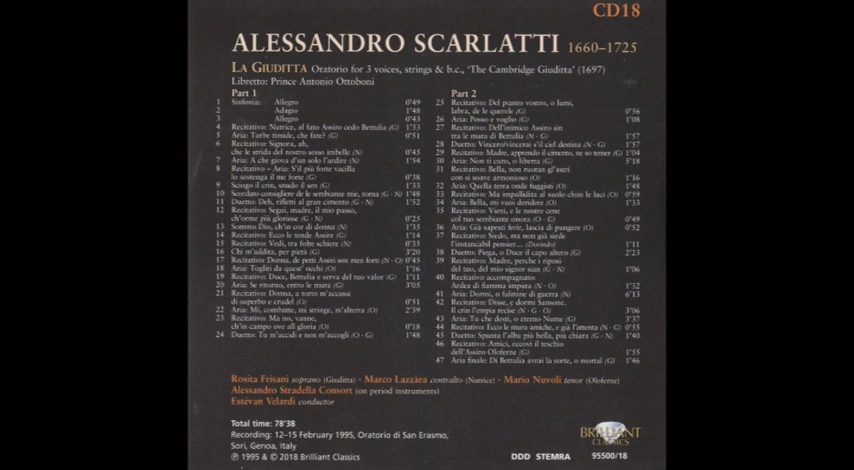 CD18
ALESSANDRO SCARLATTI 1660–1725
LA GIUDITTA Oratorio for 3 voices, strings & b.c., 'The Cambridge Giuditta' (1697)
Libretto: Prince Antonio Ottoboni
Part 1
1 Sinfonia: Allegro 0'49
2 Adagio 1'48
3 Allegro 0'43
4 Recitativo: Nutrice, al fato Assiro cedo Bettulia (G) 1'33
5 Aria: Turbe timide, che fate? (G) 0'51
6 Recitativo: Signora, ah,
che le strida del nostro sesso imbelle (N) 0'45
7 Aria: A che giova d'un solo l'ardire (N) 1'54
8 Recitativo – Aria: S'il più forte vacilla
lo sostenga il me forte (G) 0'38
9 Sciogo il crin, snudo il sen (G) 1'33
10 Scordato consigliere de le sembianze mie, torna (G · N) 1'48
11 Duetto: Deh, rifletti al gran cimento (G · N) 1'52
12 Recitativo: Segui, madre, il mio passo,
ch'orme più gloriose (G · N) 0'25
13 Sommo Dio, ch'in cor di donna (N) 1'35
14 Recitativo: Ecco le tende Assire (G) 1'14
15 Recitativo: Vedi, tra folte schiere (N) 0'35
16 Chi m'addita, per pietà (G) 3'20
17 Recitativo: Donna, de petti Assiri son men forti (N · O) 0'45
18 Aria: Togliti da quest' occhi (O) 1'16
19 Recitativo: Duce, Bettulia e serva del tuo valor (G) 1'11
20 Aria: Se ritorno, entro le mura (G) 3'05
21 Recitativo: Donna, a torto m'accusi
di superbo e crudel (O) 0'51
22 Aria: Mi, combatte, mi stringe, m'alterra (O) 2'39
23 Recitativo: Ma no, vanne,
ch'in campo ove all gloria (O) 0'18
24 Duetto: Tu m'uccidi e non m'accogli (O · G) 1'48
Part 2
25 Recitativo: Del pianto vostro, o lumi,
labra, de le querele (G) 0'56
26 Aria: Posso e voglio (G) 1'08
27 Recitativo: Dell'inimico Assiro sin
tra le mura di Bettulia (N · G) 1'57
28 Duetto: Vincero/vincerai s'il ciel destina (N · G) 1'57
29 Recitativo: Madre, apprendo il cimento, ne so temer (G) 1'04
30 Aria: Non ti curo, o liberta (G) 5'18
31 Recitativo: Bella, non ruotan gl'astri
con si soave armonioso (O) 1'16
32 Aria: Quella terra onde fuggisti (O) 1'48
33 Recitativo: Ma impallidita al suolo chini le luci (O) 0'59
34 Aria: Bella, mi vuoi deridere (O) 1'33
35 Recitativo: Vieni, e le nostre cene
col tuo sembiante onora (O · G) 0'49
36 Aria: Già sapesti ferir, lascia di pungere (O) 0'52
37 Recitativo: Siedo, ma non già siede
l'instancabil pensier... (Dorindo) 1'11
38 Duetto: Piega, o Duce il capo altero (G) 2'23
39 Recitativo: Madre, perche i riposi
del tuo, del mio signor sian (G · N) 1'06
40 Recitativo accompagnato:
Ardea di fiamma impura (N · O) 1'32
41 Aria: Dormi, o fulmine di guerra (N) 6'13
42 Recitativo: Disse, e dormi Sansone,
Il crin l'empia recise (N · G · O) 3'06
43 Aria: Tu che desti, o eterno Nume (G) 3'37
44 Recitativo: Ecco le mura amiche, e già l'attenta (N · G) 0'55
45 Duetto: Spunta l'alba più bella, più chiara (G · N) 1'40
46 Recitativo: Amici, eccovi il teschio
dell'Assiro Oloferne (G) 1'55
47 Aria finale: Di Bettulia avrai la sorte, o mortal (G) 1'46
Rosita Frisani soprano (Giudina) · Marco Lazzàra contralto (Nutrice) · Mario Nuvoli tenor (Oloferne)
Alessandro Stradella Consort (on period instruments)
Estévan Velardi conductor
Total time: 78'38
Recording: 12–15 February 1995, Oratorio di San Erasmo,
Sori, Genoa, Italy
℗ 1995 & © 2018 Brilliant Classics
DDD STEMRA
BRILLIANT
CLASSICS
95500/18